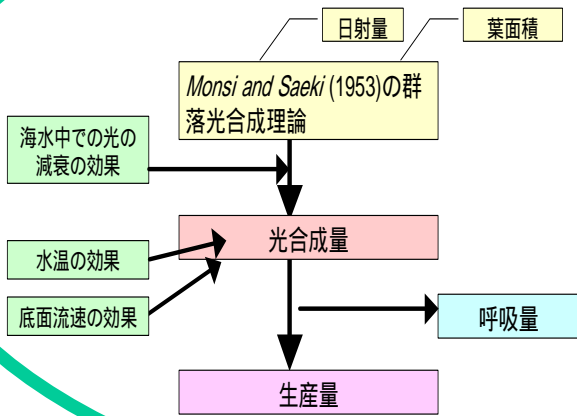 日射量
葉面積
Monsi and Saeki (1953)の群
落光合成理論
海水中での光の
減衰の効果
光合成量
水温の効果
底面流速の効果
呼吸量
生産量